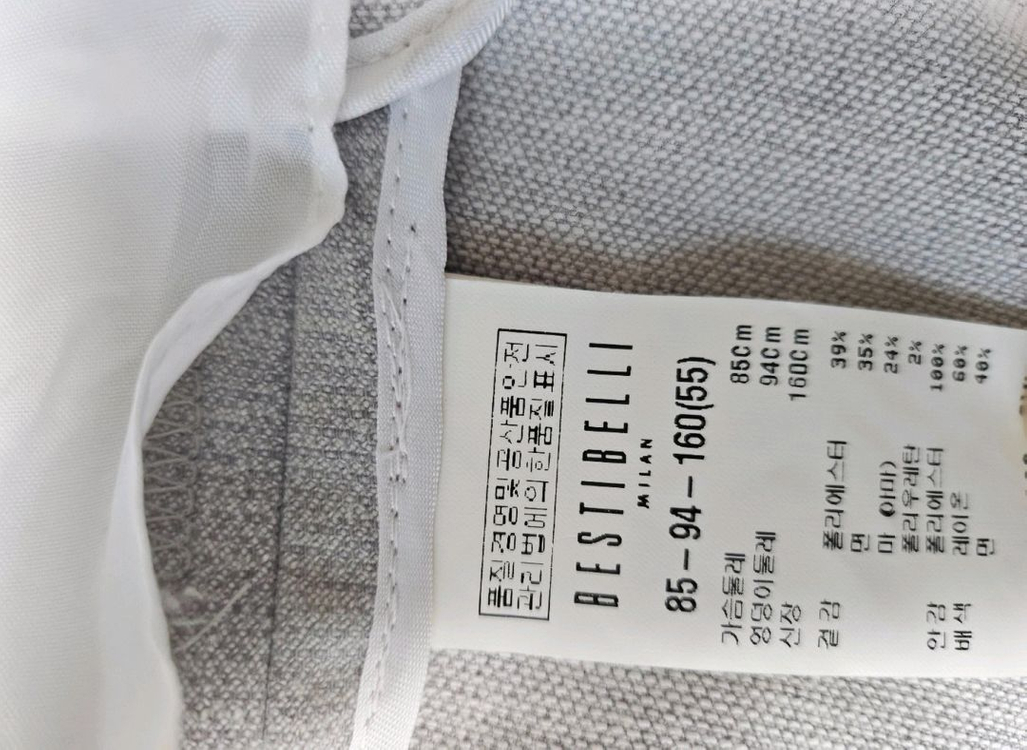 품질경영및공산품안전
관리법에의한품질표시
BESTIBELLI
MILAN
85-94-160(55)
가슴둘레 85Cm
엉덩이둘레 94Cm
신장 160Cm
겉감 폴리에스터 39%
면 35%
마(아마) 24%
폴리우레탄 2%
안감 폴리에스터 100%
배색 레이온 60%
면 40%